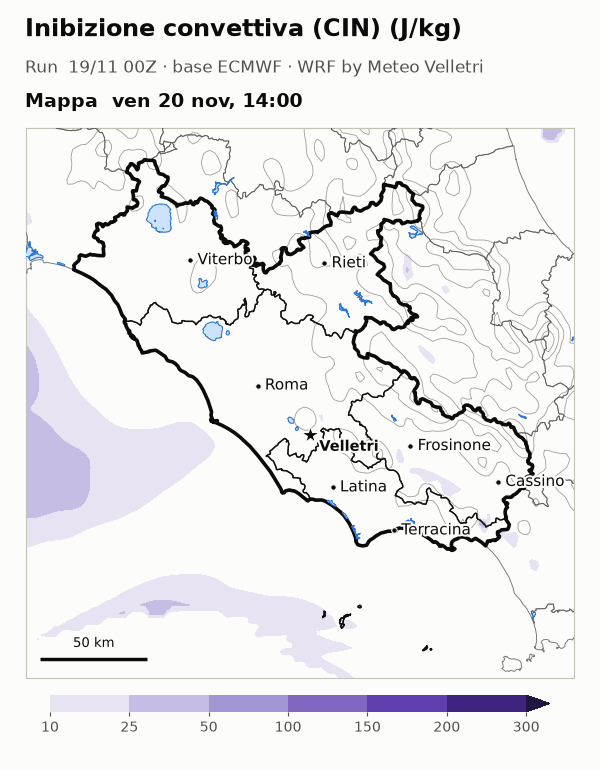 Inibizione convettiva (CIN) (J/kg)
Run  19/11 00Z · base ECMWF · WRF by Meteo Velletri
Mappa  ven 20 nov, 14:00
Viterbo
Rieti
Roma
Velletri
Frosinone
Latina
Cassino
Terracina
50 km
10 25 50 100 150 200 300